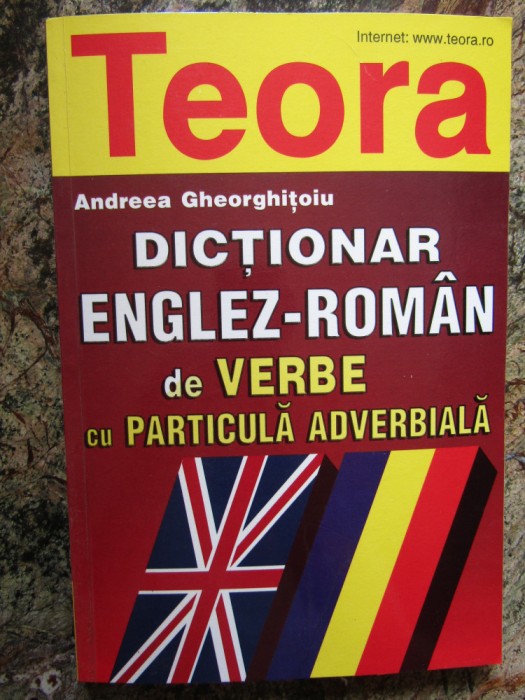 Internet: www.teora.ro
Teora
Andreea Gheorghițoiu
DICȚIONAR
ENGLEZ-ROMÂN
de VERBE
cu PARTICULĂ ADVERBIALĂ